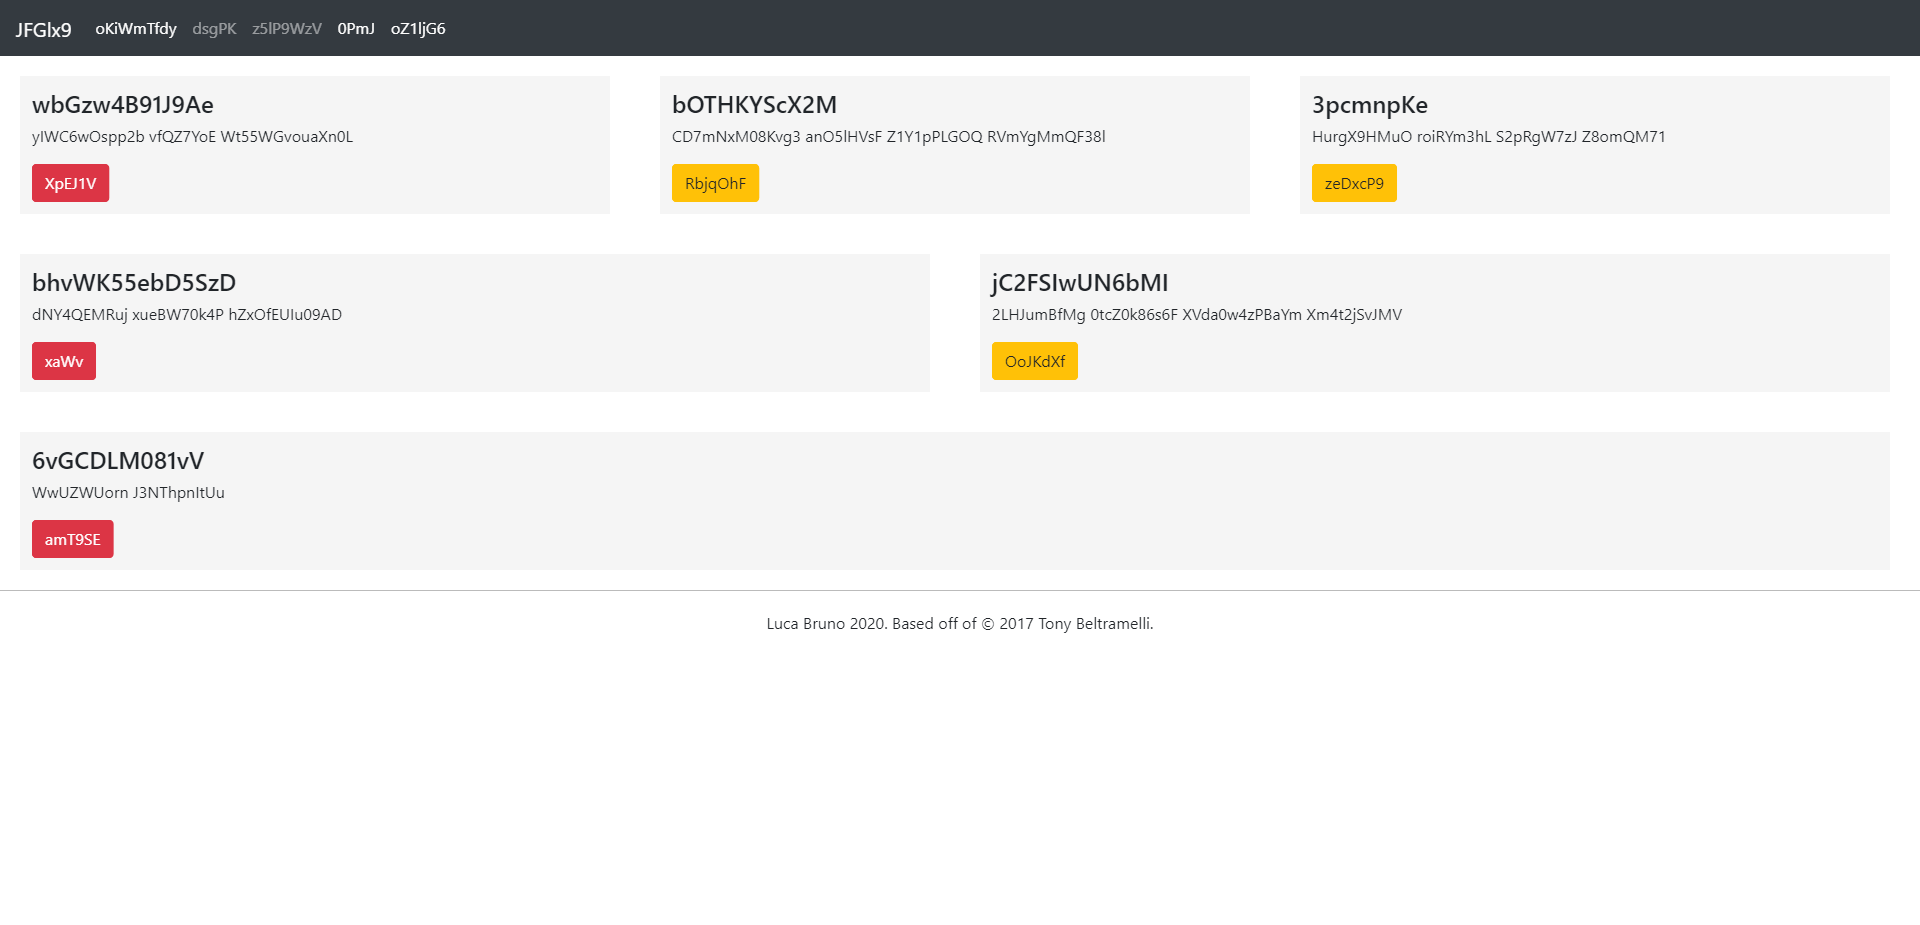 JFGlx9 oKiWmTfdy dsgPK z5lP9WzV 0PmJ oZ1ljG6
wbGzw4B91J9Ae
yIWC6wOspp2b vfQZ7YoE Wt55WGvouaXn0L
XpEJ1V
bOTHKYScX2M
CD7mNxM08Kvg3 anO5lHVsF Z1Y1pPLGOQ RVmYgMmQF38l
RbjqOhF
3pcmnpKe
HurgX9HMuO roiRYm3hL S2pRgW7zJ Z8omQM71
zeDxcP9
bhvWK55ebD5SzD
dNY4QEMRuj xueBW70k4P hZxOfEUIu09AD
xaWv
jC2FSIwUN6bMI
2LHJumBfMg 0tcZ0k86s6F XVda0w4zPBaYm Xm4t2jSvJMV
OoJKdXf
6vGCDLM081vV
WwUZWUorn J3NThpnItUu
amT9SE
Luca Bruno 2020. Based off of © 2017 Tony Beltramelli.